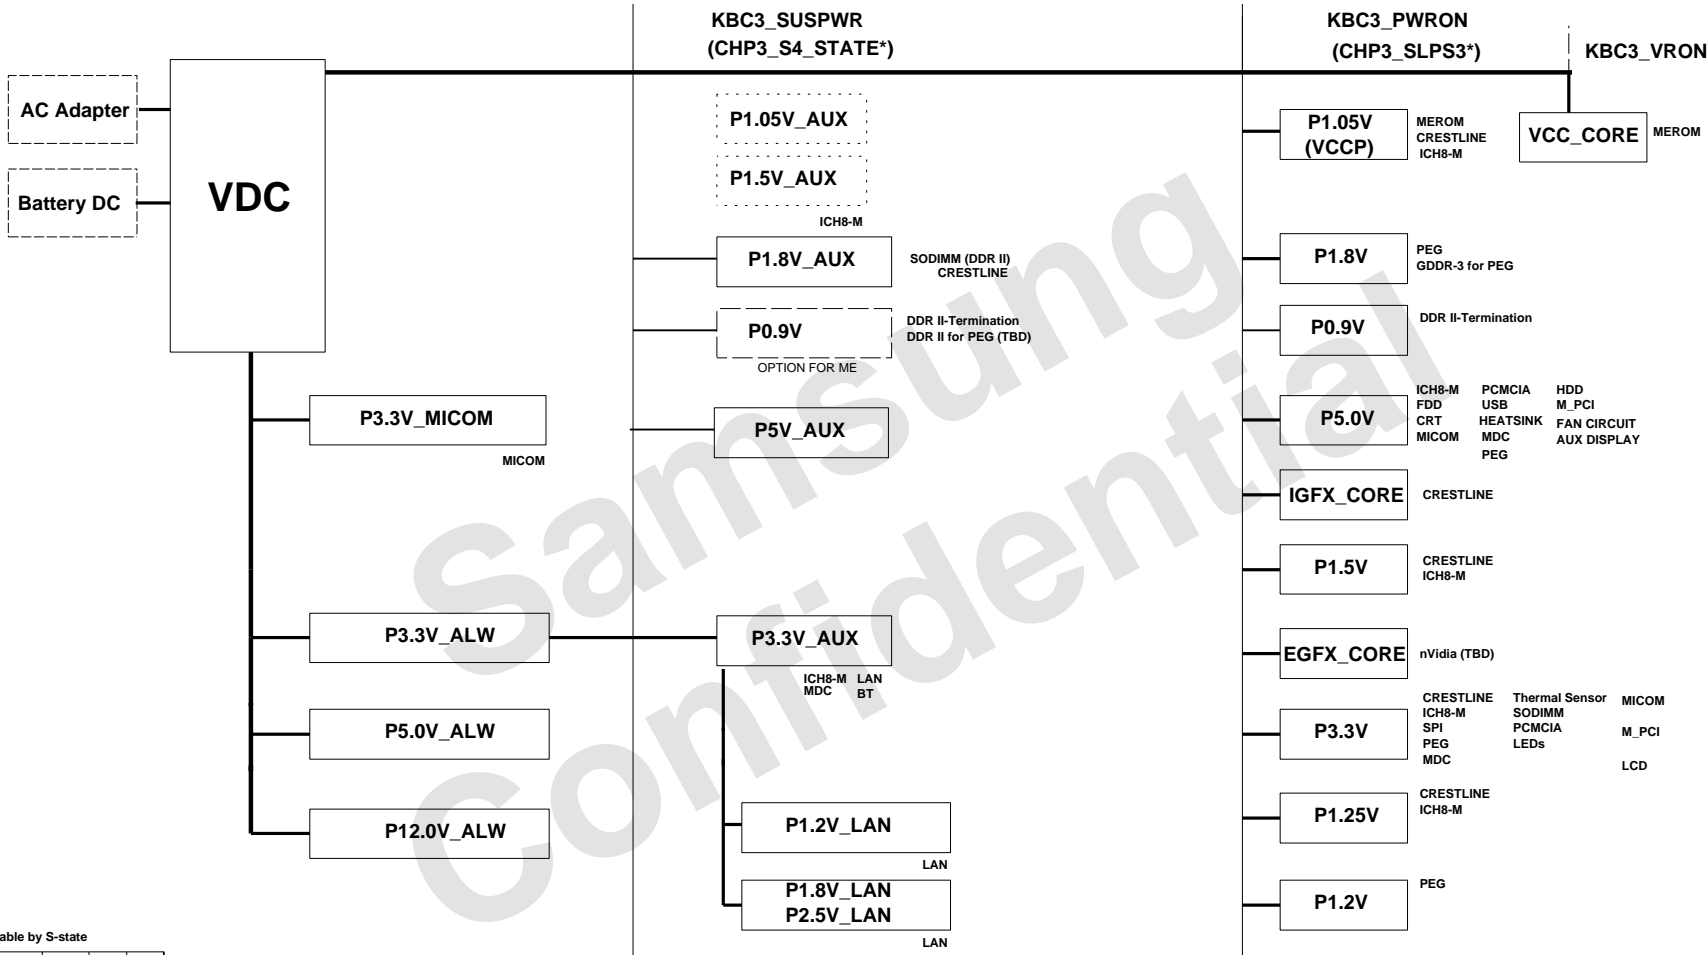 KBC3_SUSPWR
(CHP3_S4_STATE*)
KBC3_PWRON
(CHP3_SLPS3*)
KBC3_VRON
AC Adapter
Battery DC
VDC
P3.3V_MICOM
MICOM
P3.3V_ALW
P5.0V_ALW
P12.0V_ALW
P1.05V_AUX
P1.5V_AUX
ICH8-M
P1.8V_AUX
SODIMM (DDR II)
CRESTLINE
P0.9V
DDR II-Termination
DDR II for PEG (TBD)
OPTION FOR ME
P5V_AUX
P3.3V_AUX
ICH8-M LAN
MDC BT
P1.2V_LAN
LAN
P1.8V_LAN
P2.5V_LAN
LAN
P1.05V
(VCCP)
MEROM
CRESTLINE
ICH8-M
VCC_CORE
MEROM
P1.8V
PEG
GDDR-3 for PEG
P0.9V
DDR II-Termination
P5.0V
ICH8-M PCMCIA HDD
FDD USB M_PCI
CRT HEATSINK FAN CIRCUIT
MICOM MDC AUX DISPLAY
PEG
IGFX_CORE
CRESTLINE
P1.5V
CRESTLINE
ICH8-M
EGFX_CORE
nVidia (TBD)
P3.3V
CRESTLINE Thermal Sensor MICOM
ICH8-M SODIMM
SPI PCMCIA M_PCI
PEG LEDs
MDC LCD
P1.25V
CRESTLINE
ICH8-M
P1.2V
PEG
able by S-state
Samsung
Confidential